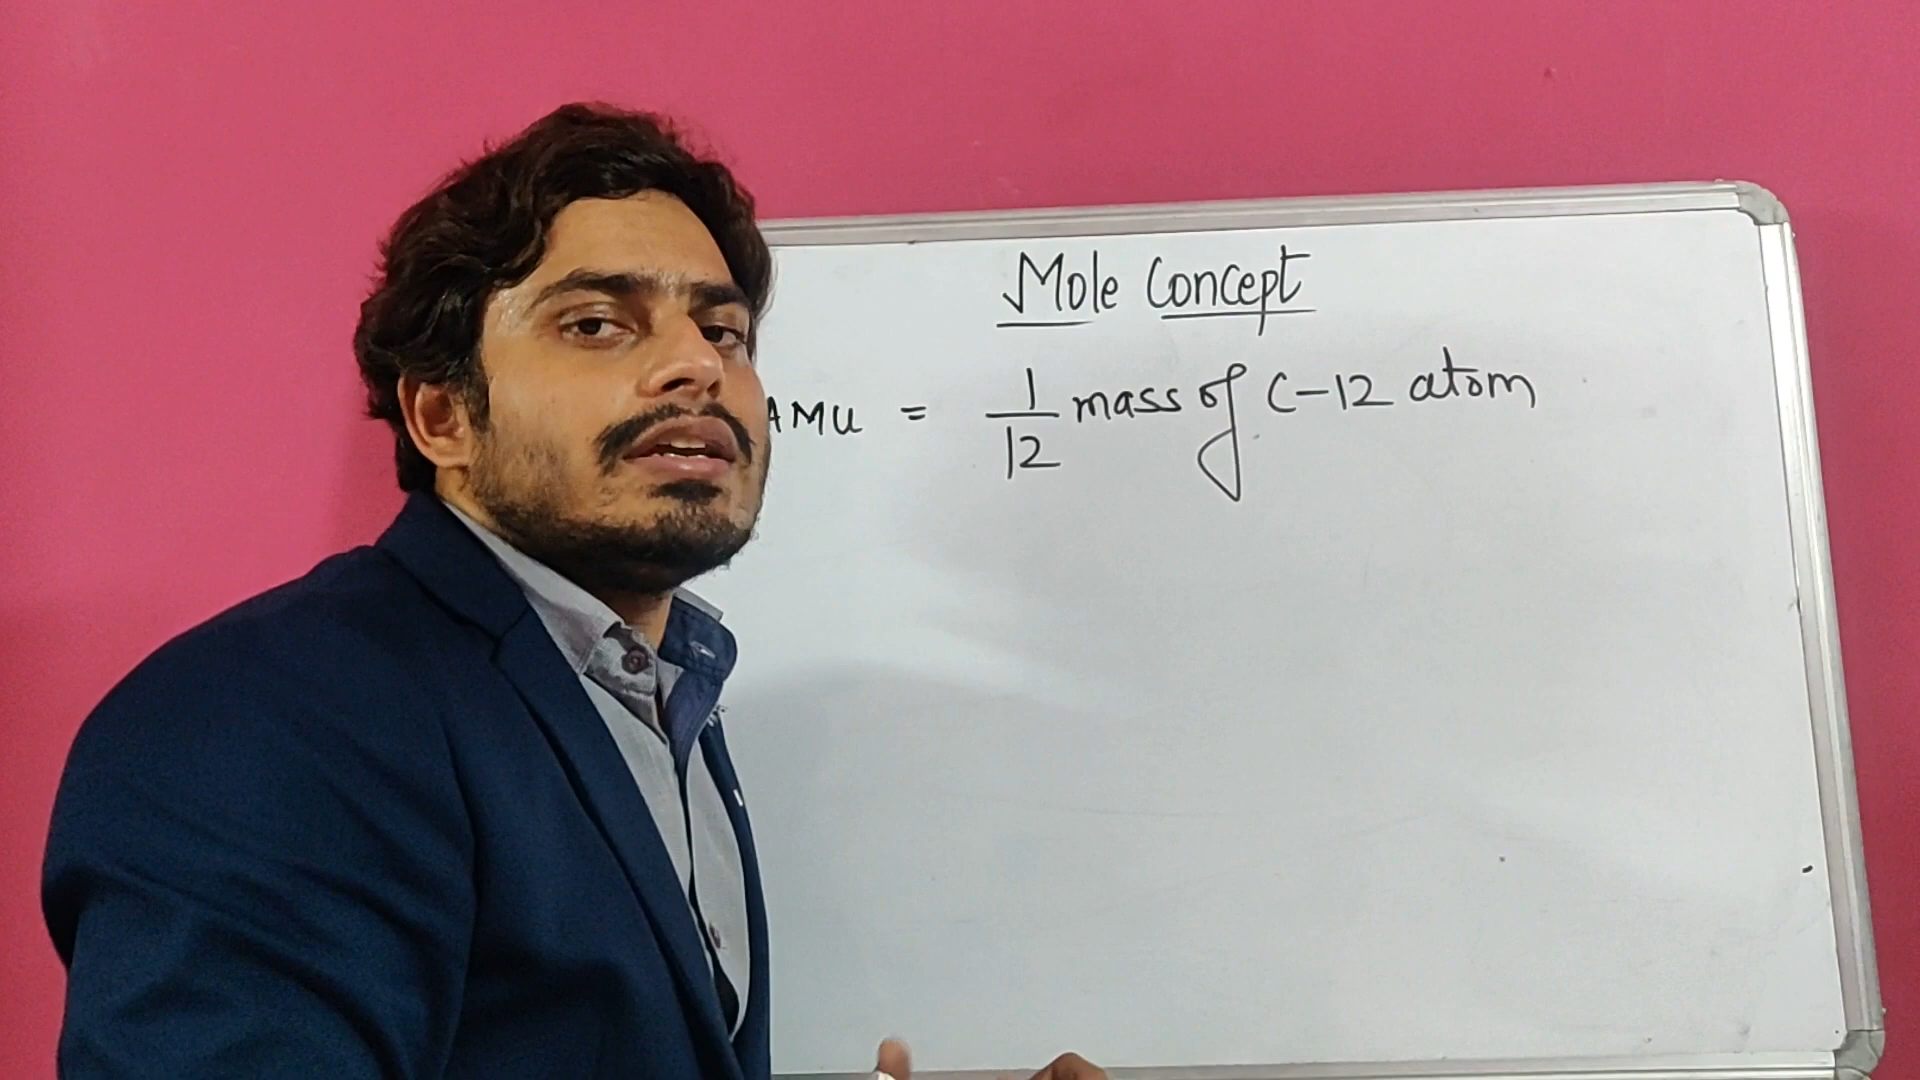 Mole Concept
AMU = 1/12 mass of C-12 atom